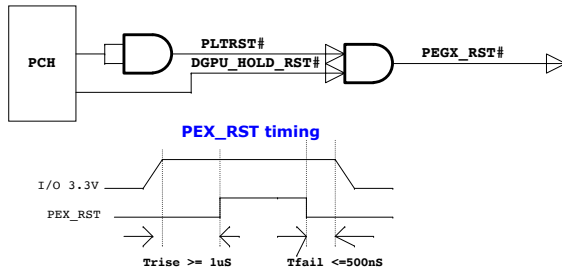 PCH
PLTRST#
DGPU_HOLD_RST#
PEGX_RST#
PEX_RST timing
I/O 3.3V
PEX_RST
Trise >= 1uS
Tfail <=500nS